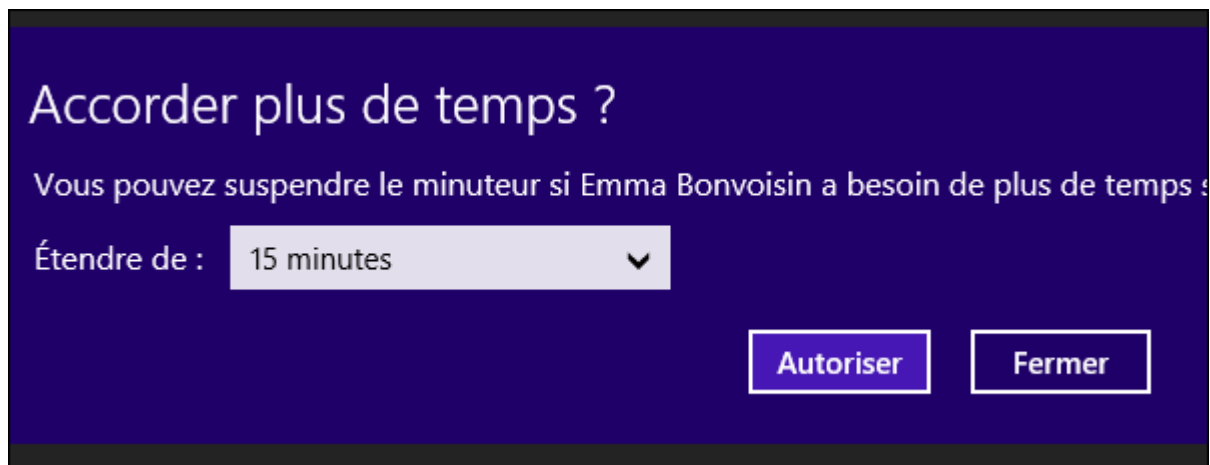 Accorder plus de temps ?
Vous pouvez suspendre le minuteur si Emma Bonvoisin a besoin de plus de temps
Étendre de : 15 minutes
Autoriser Fermer